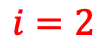 i = 2